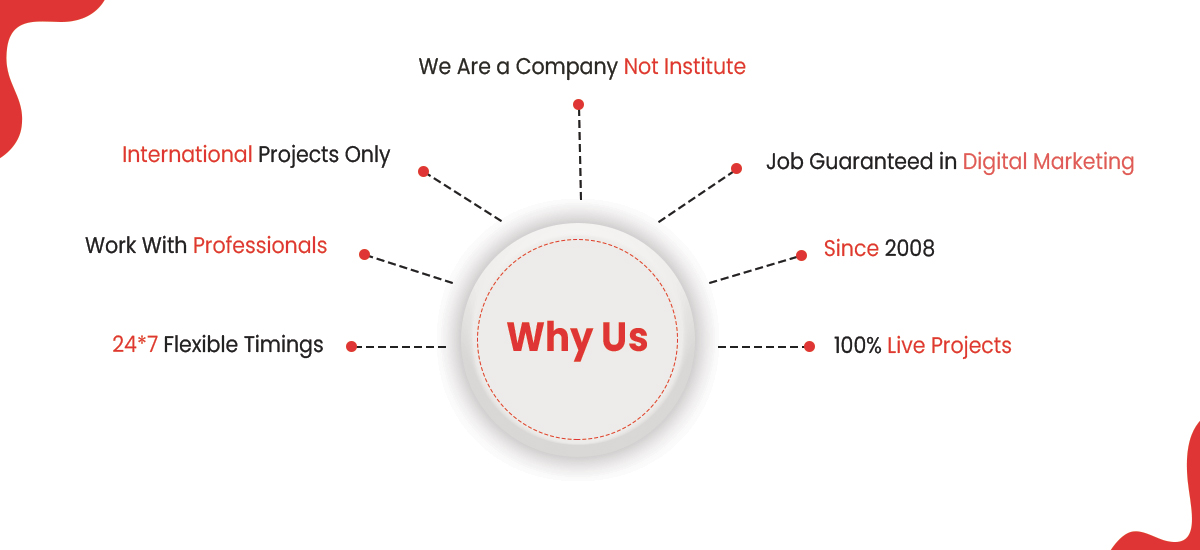 We Are a Company Not Institute
International Projects Only
Job Guaranteed in Digital Marketing
Work With Professionals
Since 2008
Why Us
24*7 Flexible Timings
100% Live Projects